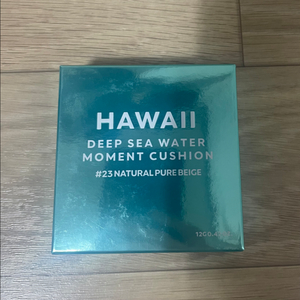 HAWAII
DEEP SEA WATER
MOMENT CUSHION
#23 NATURAL PURE BEIGE